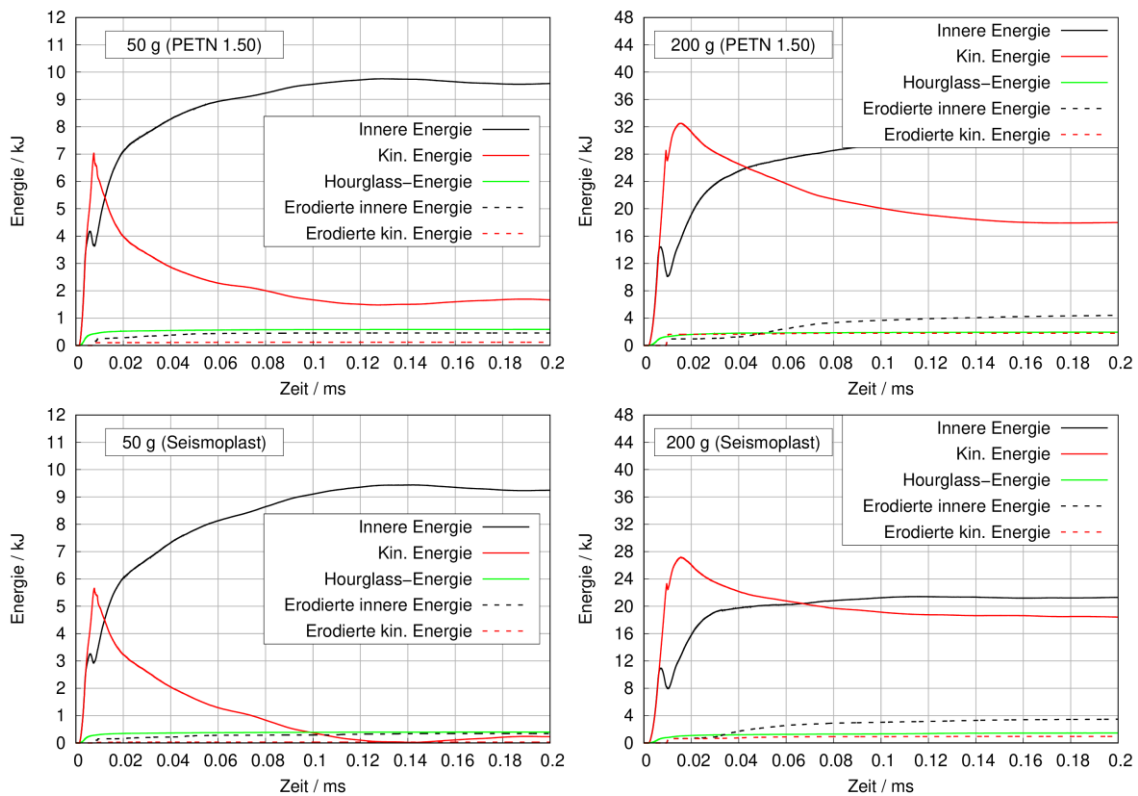 50 g (PETN 1.50)
Energie / kJ
12
11
10
9
8
7
6
5
4
3
2
1
0
Innere Energie
Kin. Energie
Hourglass-Energie
Erodierte innere Energie
Erodierte kin. Energie
0 0.02 0.04 0.06 0.08 0.1 0.12 0.14 0.16 0.18 0.2
Zeit / ms
200 g (PETN 1.50)
Energie / kJ
48
44
40
36
32
28
24
20
16
12
8
4
0
Innere Energie
Kin. Energie
Hourglass-Energie
Erodierte innere Energie
Erodierte kin. Energie
0 0.02 0.04 0.06 0.08 0.1 0.12 0.14 0.16 0.18 0.2
Zeit / ms
50 g (Seismoplast)
Energie / kJ
12
11
10
9
8
7
6
5
4
3
2
1
0
Innere Energie
Kin. Energie
Hourglass-Energie
Erodierte innere Energie
Erodierte kin. Energie
0 0.02 0.04 0.06 0.08 0.1 0.12 0.14 0.16 0.18 0.2
Zeit / ms
200 g (Seismoplast)
Energie / kJ
48
44
40
36
32
28
24
20
16
12
8
4
0
Innere Energie
Kin. Energie
Hourglass-Energie
Erodierte innere Energie
Erodierte kin. Energie
0 0.02 0.04 0.06 0.08 0.1 0.12 0.14 0.16 0.18 0.2
Zeit / ms